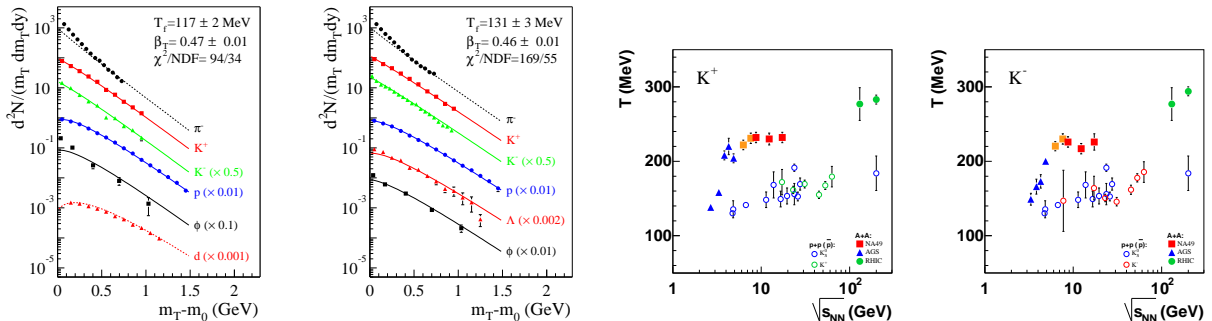 d²N/(m_T dm_T dy)
10³
10
10⁻¹
10⁻³
10⁻⁵
T_f=117 ± 2 MeV
β_T= 0.47 ± 0.01
χ²/NDF= 94/34
π⁻
K⁺
K⁻ (× 0.5)
p (× 0.01)
ϕ (× 0.1)
d (× 0.001)
0 0.5 1 1.5 2
m_T-m_0 (GeV)
d²N/(m_T dm_T dy)
10³
10
10⁻¹
10⁻³
10⁻⁵
T_f=131 ± 3 MeV
β_T= 0.46 ± 0.01
χ²/NDF=169/55
π⁻
K⁺
K⁻ (× 0.5)
p (× 0.01)
Λ (× 0.002)
ϕ (× 0.01)
0 0.5 1 1.5 2
m_T-m_0 (GeV)
T (MeV)
300
200
100
K⁺
p+p (p̄):
K⁰_s
K⁺
A+A:
NA49
AGS
RHIC
1 10 10²
√s_NN (GeV)
T (MeV)
300
200
100
K⁻
p+p (p̄):
K⁰_s
K⁻
A+A:
NA49
AGS
RHIC
1 10 10²
√s_NN (GeV)